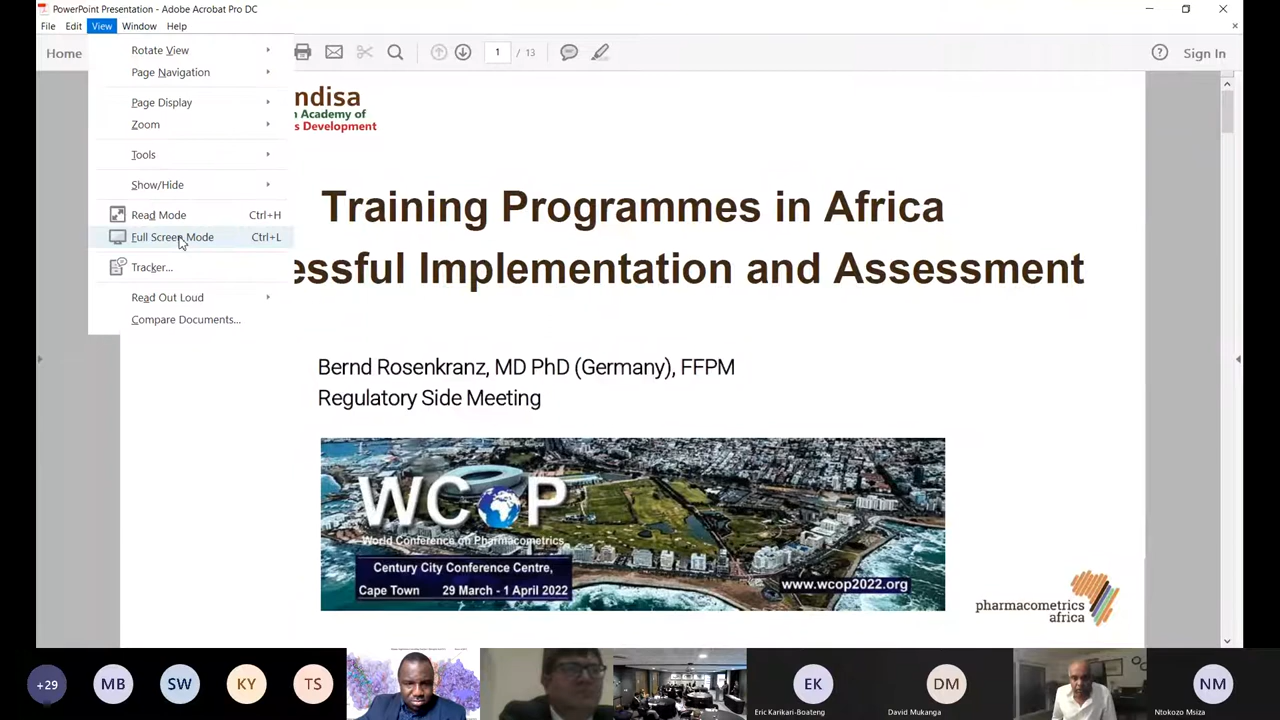 PowerPoint Presentation - Adobe Acrobat Pro DC
File Edit View Window Help
Home
1 / 13
Sign In
Rotate View
Page Navigation
Page Display
Zoom
Tools
Show/Hide
Read Mode Ctrl+H
Full Screen Mode Ctrl+L
Tracker...
Read Out Loud
Compare Documents...
ndisa
n Academy of
s Development
Training Programmes in Africa
essful Implementation and Assessment
Bernd Rosenkranz, MD PhD (Germany), FFPM
Regulatory Side Meeting
WCOP
World Conference on Pharmacometrics
Century City Conference Centre,
Cape Town 29 March - 1 April 2022
www.wcop2022.org
pharmacometrics
africa
+29
MB
SW
KY
TS
EK
Eric Karikari-Boateng
DM
David Mukanga
NM
Ntokozo Msiza